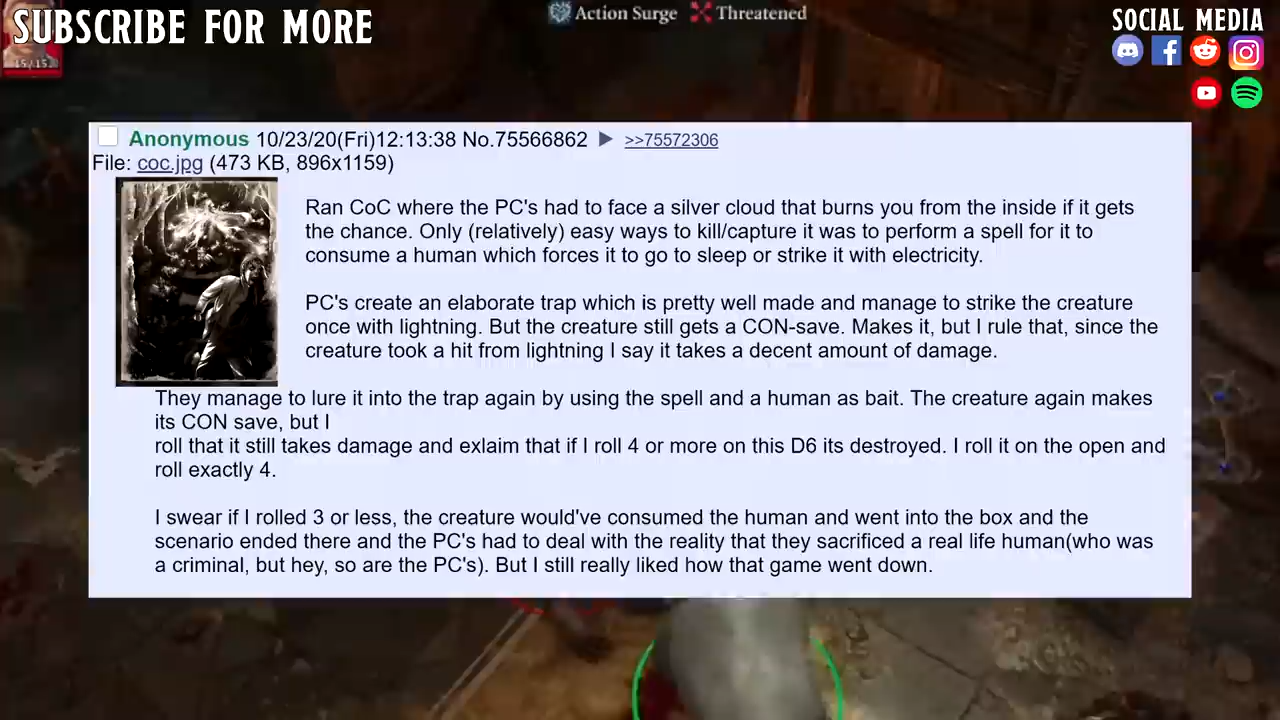 SUBSCRIBE FOR MORE
Action Surge Threatened
SOCIAL MEDIA
15/15
Anonymous 10/23/20(Fri)12:13:38 No.75566862 ▶ >>75572306
File: coc.jpg (473 KB, 896x1159)
Ran CoC where the PC's had to face a silver cloud that burns you from the inside if it gets
the chance. Only (relatively) easy ways to kill/capture it was to perform a spell for it to
consume a human which forces it to go to sleep or strike it with electricity.
PC's create an elaborate trap which is pretty well made and manage to strike the creature
once with lightning. But the creature still gets a CON-save. Makes it, but I rule that, since the
creature took a hit from lightning I say it takes a decent amount of damage.
They manage to lure it into the trap again by using the spell and a human as bait. The creature again makes
its CON save, but I
roll that it still takes damage and exlaim that if I roll 4 or more on this D6 its destroyed. I roll it on the open and
roll exactly 4.
I swear if I rolled 3 or less, the creature would've consumed the human and went into the box and the
scenario ended there and the PC's had to deal with the reality that they sacrificed a real life human(who was
a criminal, but hey, so are the PC's). But I still really liked how that game went down.